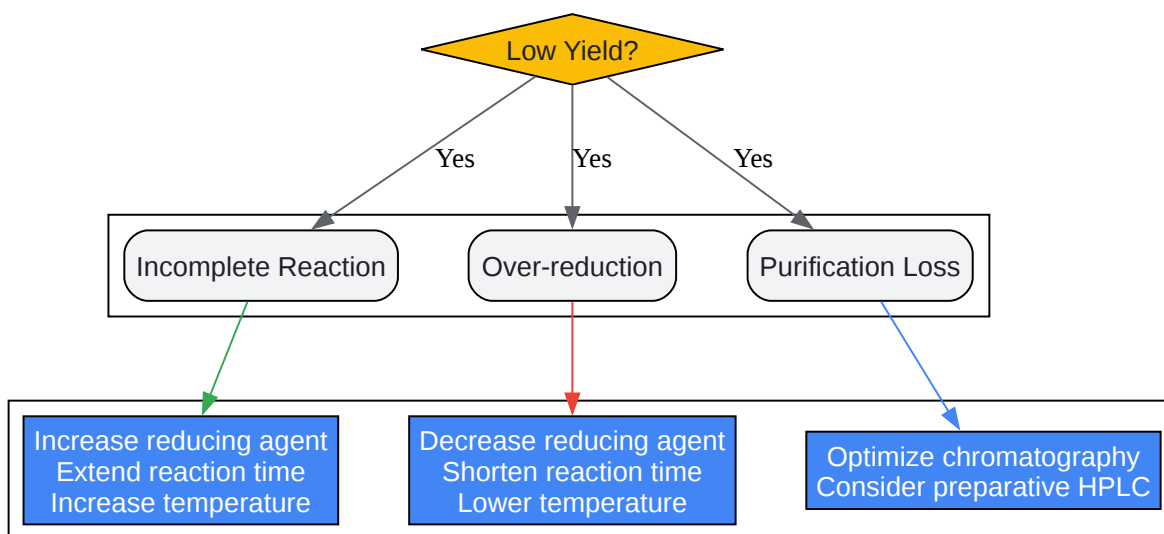 Low Yield?
Yes
Yes
Yes
Incomplete Reaction
Over-reduction
Purification Loss
Increase reducing agent
Extend reaction time
Increase temperature
Decrease reducing agent
Shorten reaction time
Lower temperature
Optimize chromatography
Consider preparative HPLC